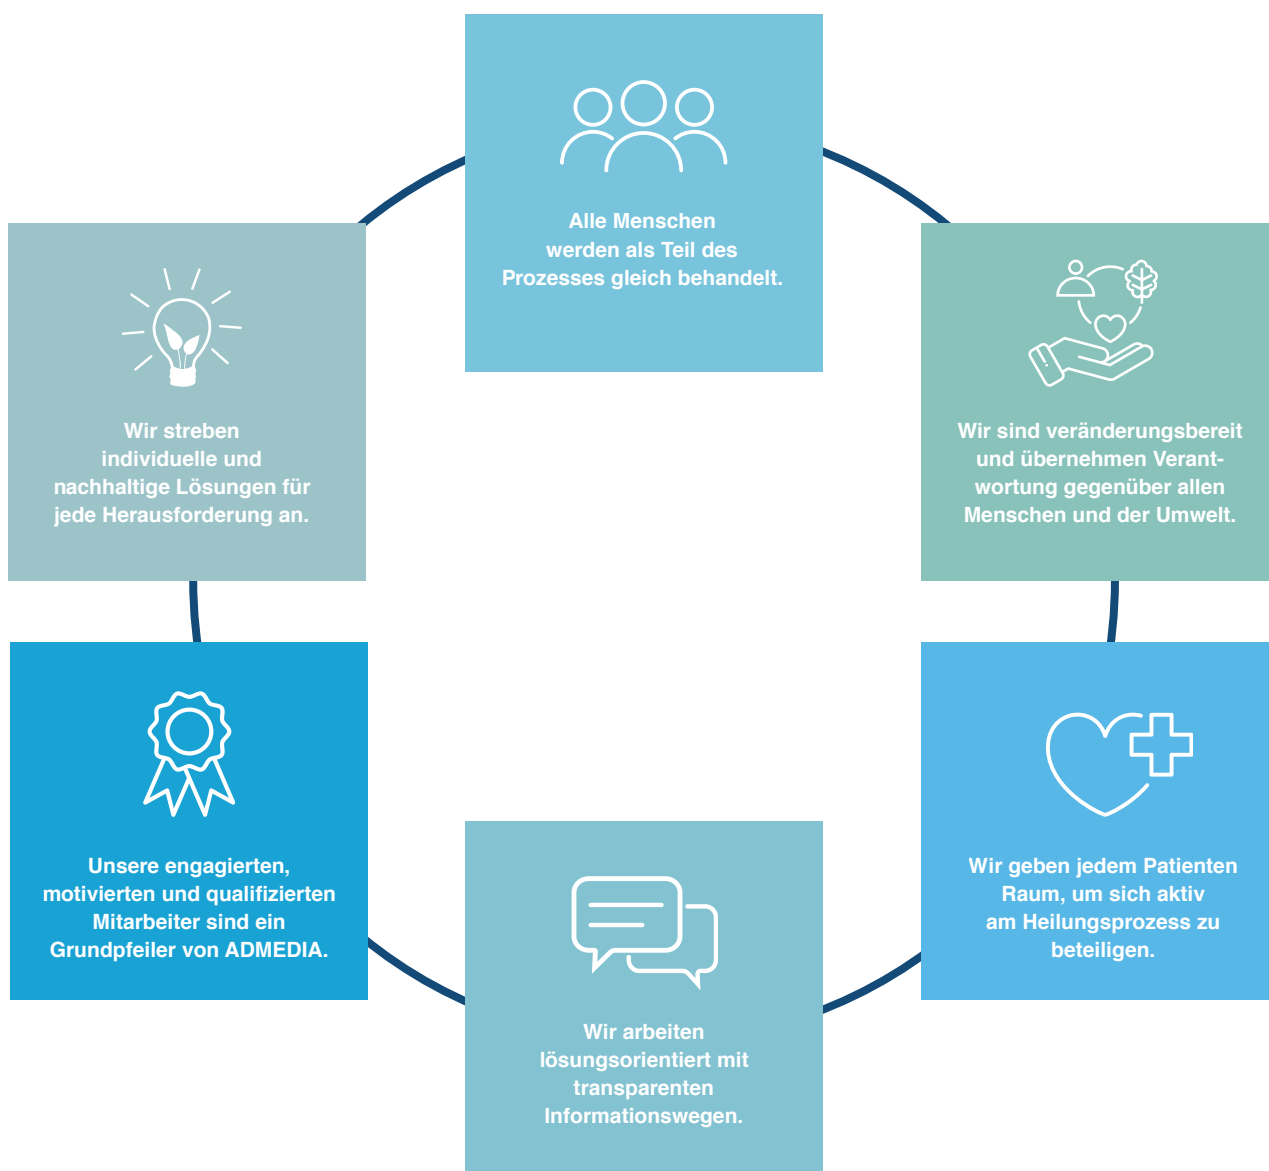 Alle Menschen
werden als Teil des
Prozesses gleich behandelt.
Wir streben
individuelle und
nachhaltige Lösungen für
jede Herausforderung an.
Wir sind veränderungsbereit
und übernehmen Verant-
wortung gegenüber allen
Menschen und der Umwelt.
Unsere engagierten,
motivierten und qualifizierten
Mitarbeiter sind ein
Grundpfeiler von ADMEDIA.
Wir geben jedem Patienten
Raum, um sich aktiv
am Heilungsprozess zu
beteiligen.
Wir arbeiten
lösungsorientiert mit
transparenten
Informationswegen.